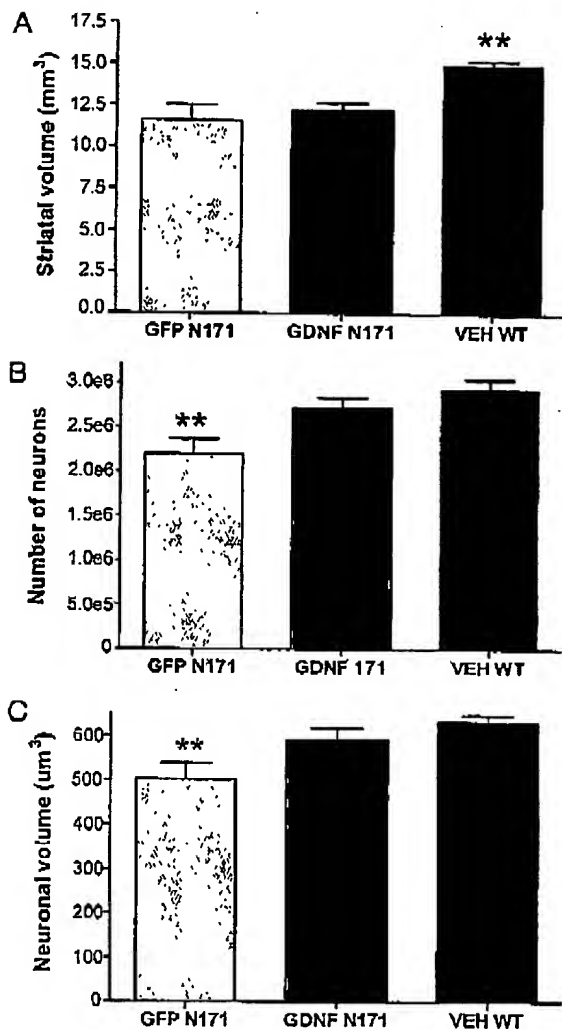 A
Striatal volume (mm³)
17.5
15.0
12.5
10.0
7.5
5.0
2.5
0.0
**
GFP N171 GDNF N171 VEH WT
B
Number of neurons
3.0e6
2.5e6
2.0e6
1.5e6
1.0e6
5.0e5
0
**
GFP N171 GDNF 171 VEH WT
C
Neuronal volume (um³)
600
500
400
300
200
100
0
**
GFP N171 GDNF N171 VEH WT